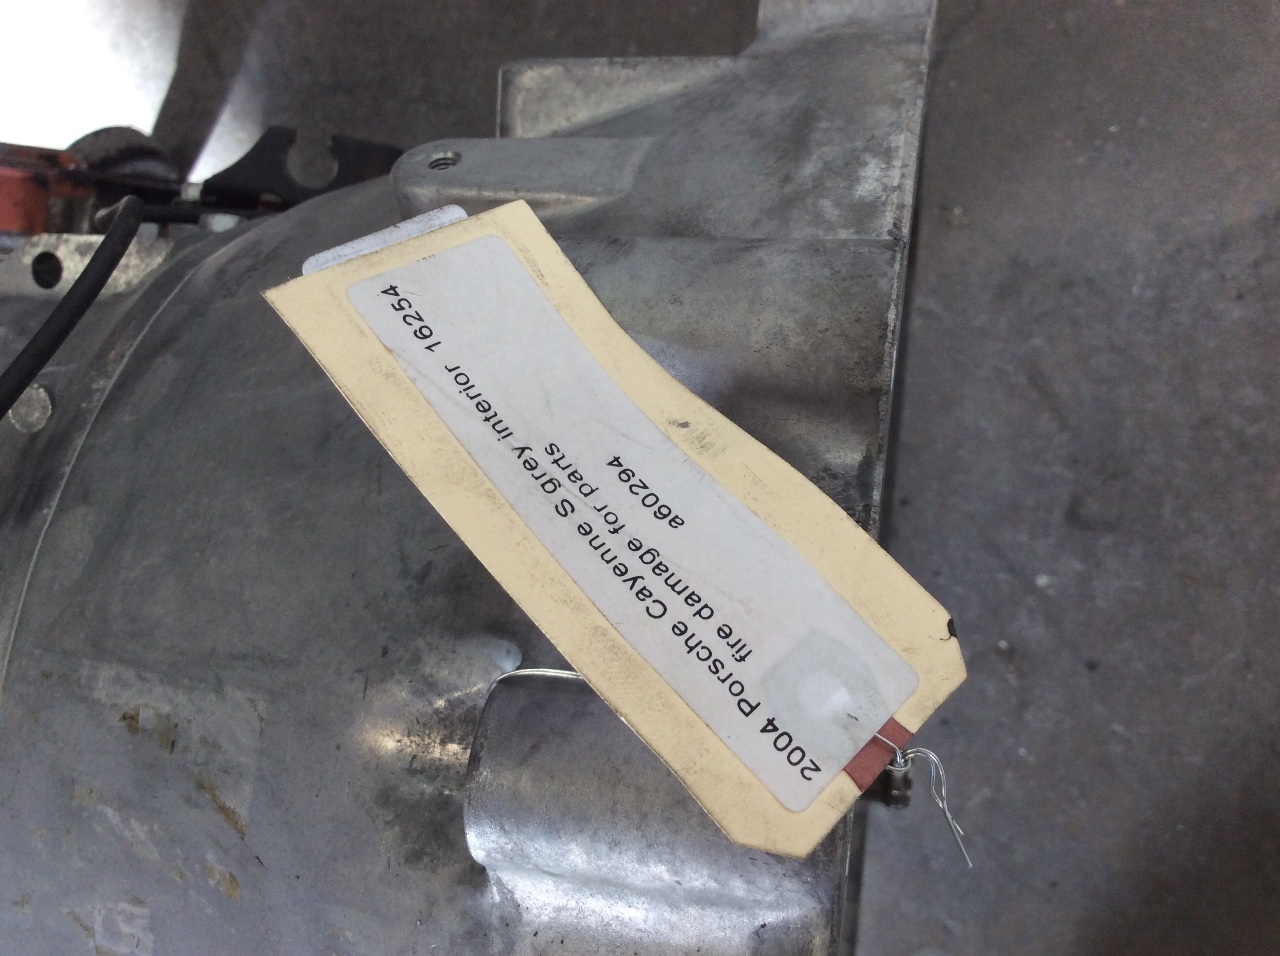 2004 Porsche Cayenne S grey interior 16254
fire damage for parts
a60294